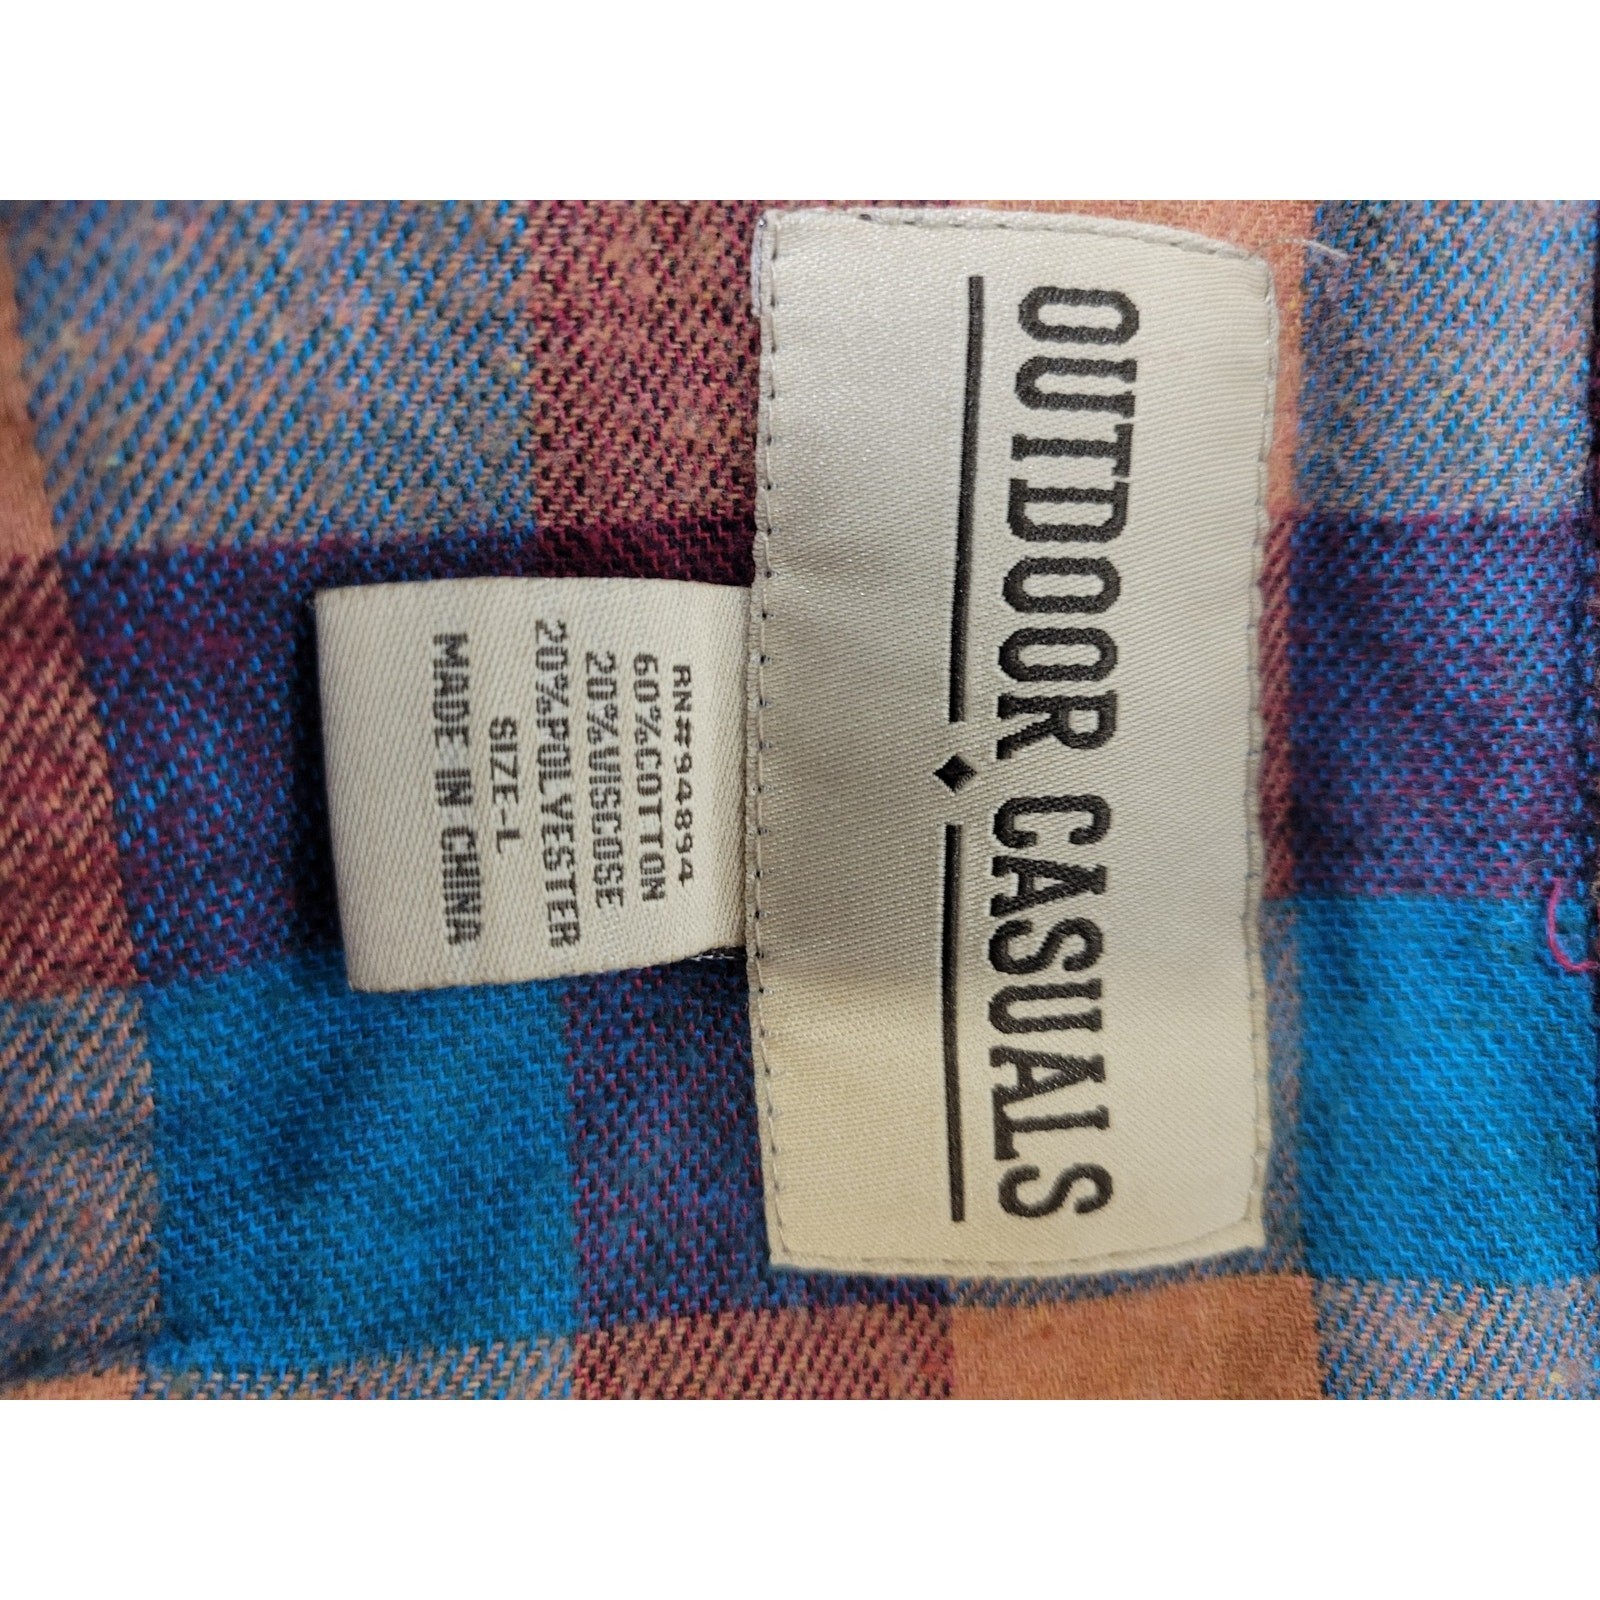 OUTDOOR CASUALS
RN#94894
60%COTTON
20%VISCOSE
20%POLYESTER
SIZE-L
MADE IN CHINA